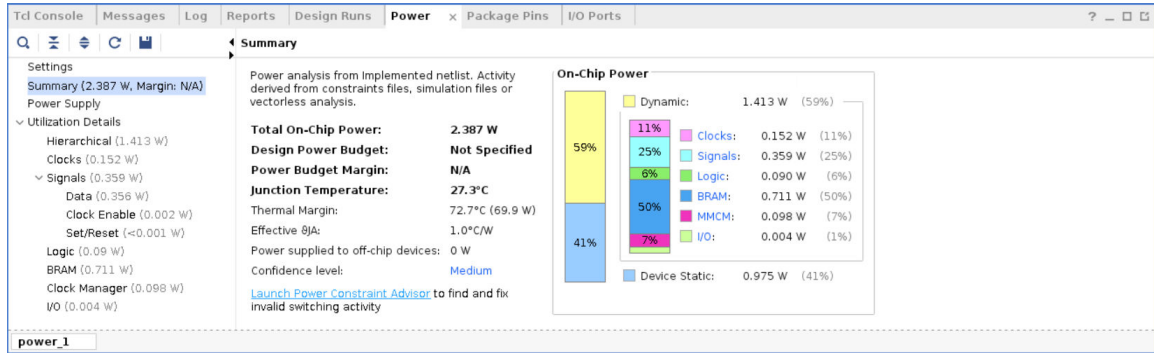 Tcl Console Messages Log Reports Design Runs Power × Package Pins I/O Ports ? _
Summary
Settings
Summary (2.387 W, Margin: N/A)
Power Supply
Utilization Details
Hierarchical (1.413 W)
Clocks (0.152 W)
Signals (0.359 W)
Data (0.356 W)
Clock Enable (0.002 W)
Set/Reset (<0.001 W)
Logic (0.09 W)
BRAM (0.711 W)
Clock Manager (0.098 W)
I/O (0.004 W)
Power analysis from Implemented netlist. Activity
derived from constraints files, simulation files or
vectorless analysis.
Total On-Chip Power: 2.387 W
Design Power Budget: Not Specified
Power Budget Margin: N/A
Junction Temperature: 27.3°C
Thermal Margin: 72.7°C (69.9 W)
Effective ϑJA: 1.0°C/W
Power supplied to off-chip devices: 0 W
Confidence level: Medium
Launch Power Constraint Advisor to find and fix
invalid switching activity
On-Chip Power
59%
41%
Dynamic: 1.413 W (59%)
11% Clocks: 0.152 W (11%)
25% Signals: 0.359 W (25%)
6% Logic: 0.090 W (6%)
50% BRAM: 0.711 W (50%)
7% MMCM: 0.098 W (7%)
I/O: 0.004 W (1%)
Device Static: 0.975 W (41%)
power_1